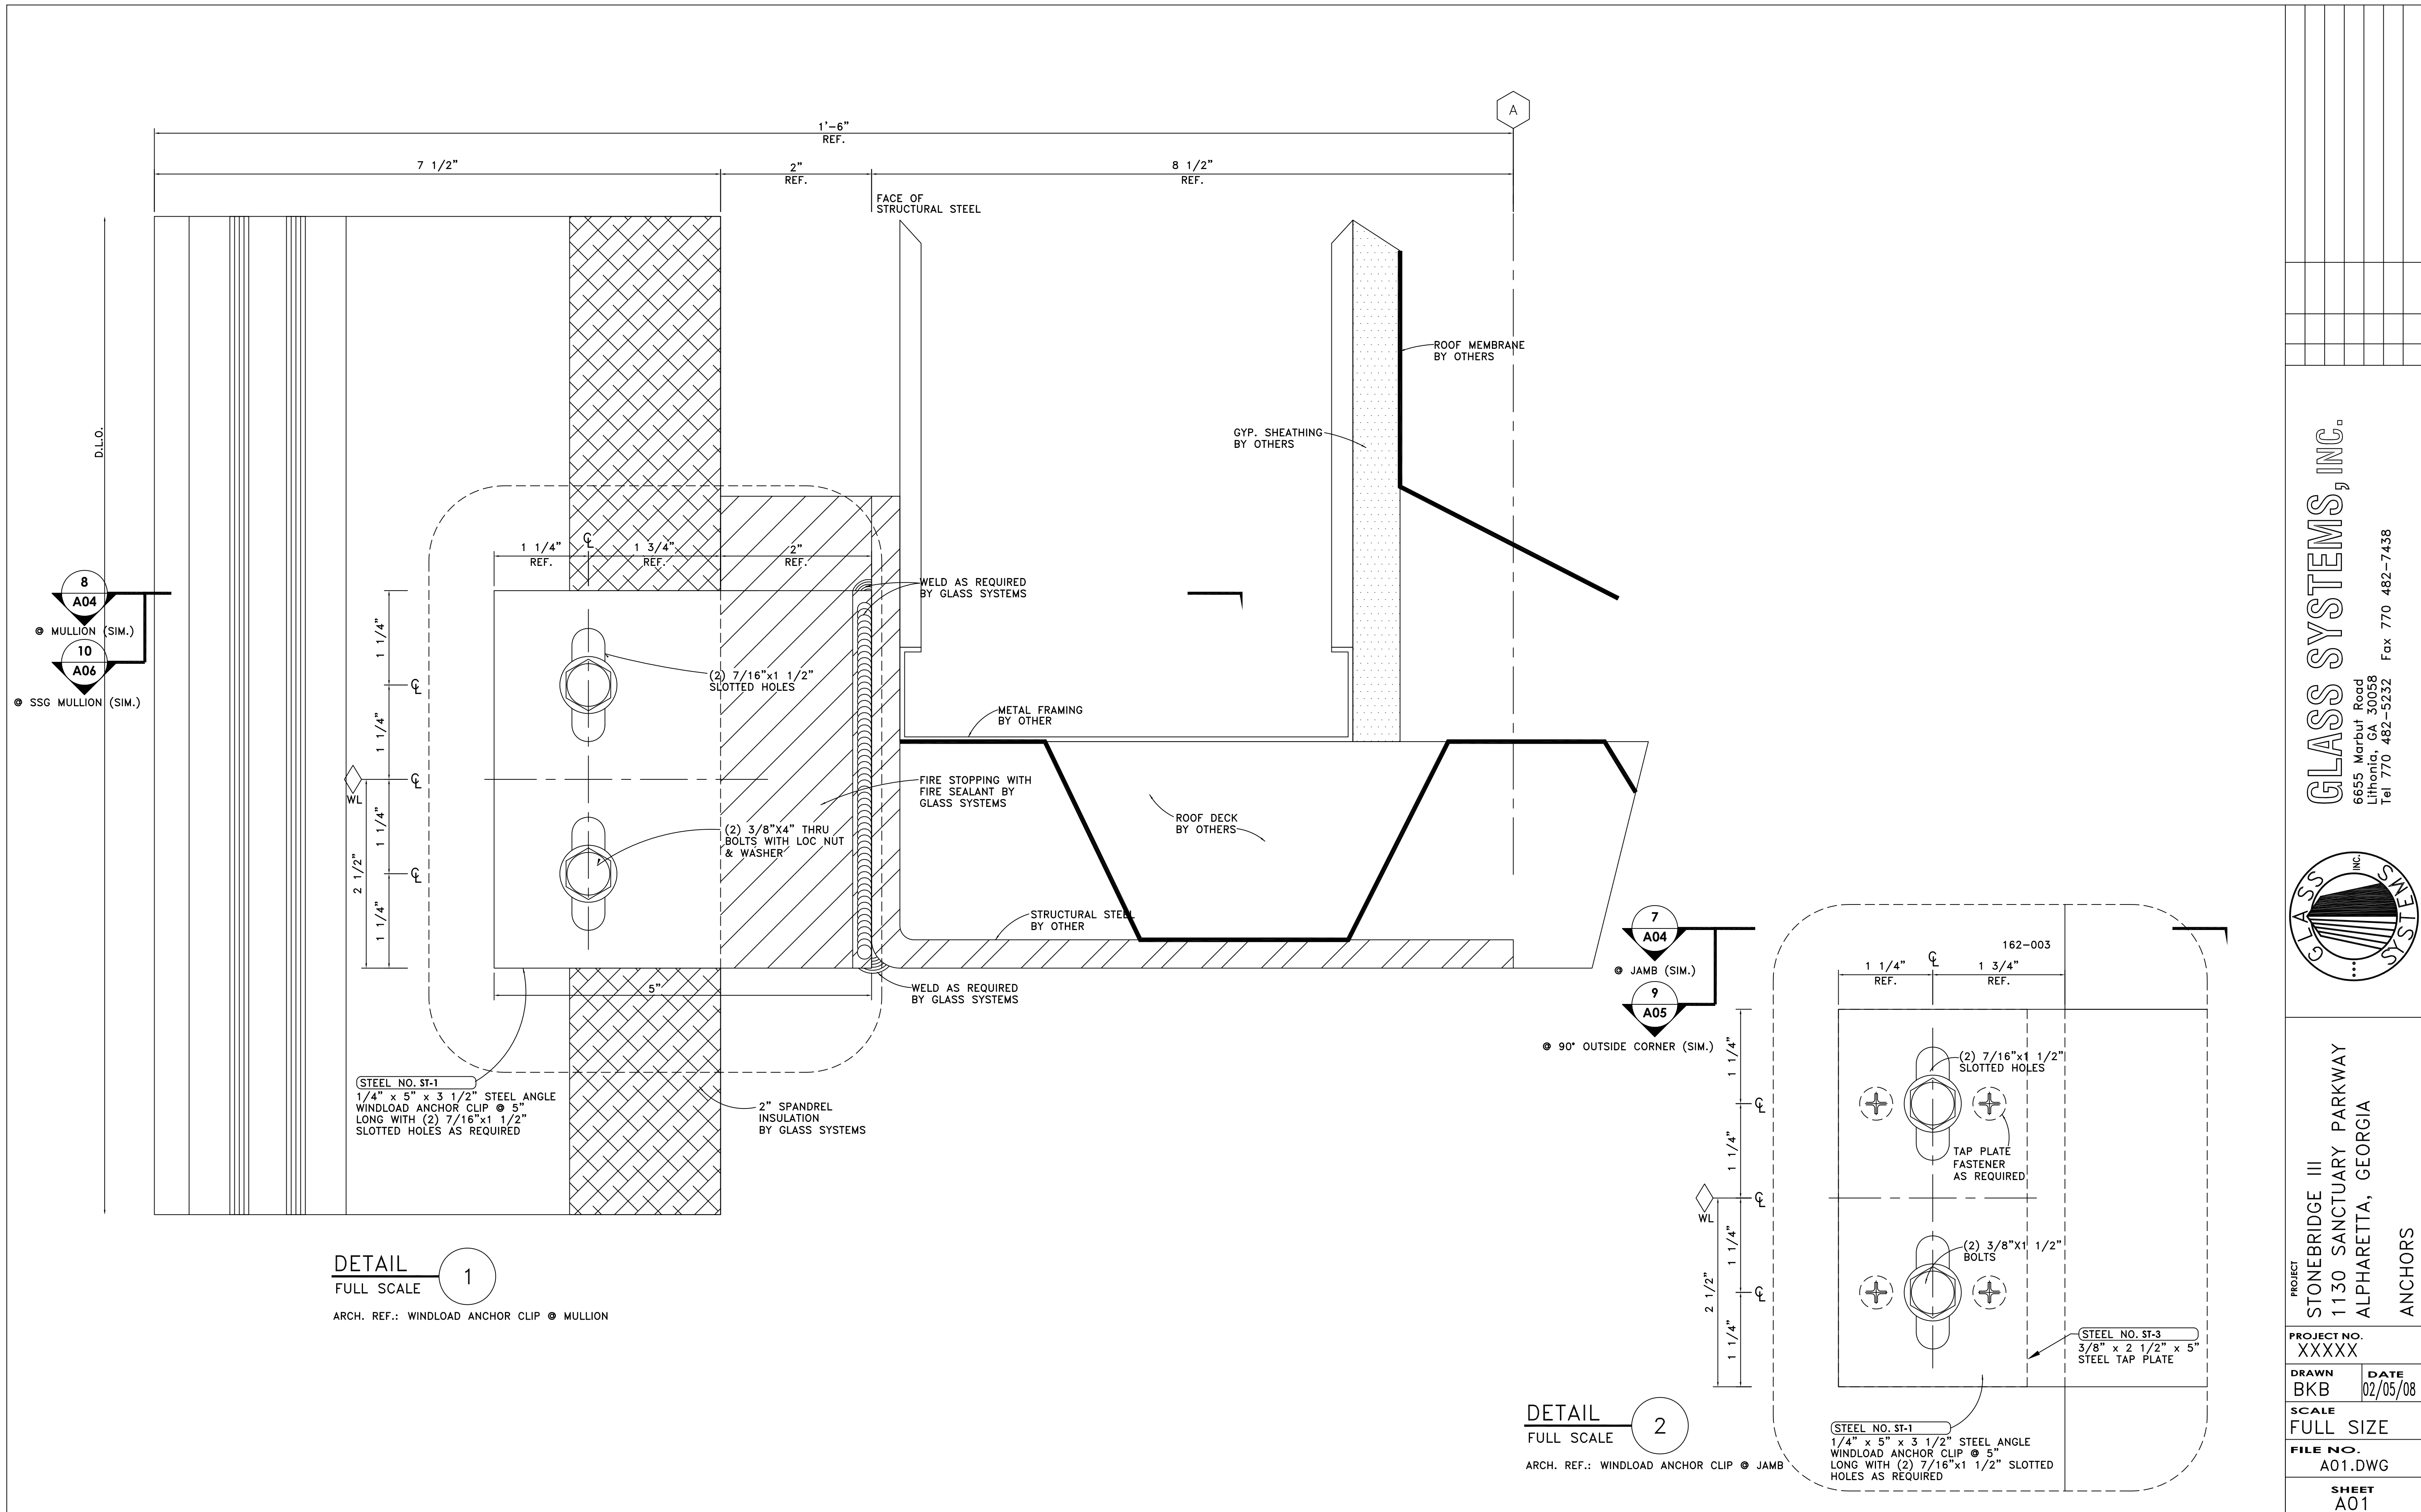 A
1'-6"
REF.
7 1/2"
2"
REF.
8 1/2"
REF.
FACE OF
STRUCTURAL STEEL
D.L.O.
ROOF MEMBRANE
BY OTHERS
GYP. SHEATHING
BY OTHERS
1 1/4"
REF.
℄
1 3/4"
REF.
2"
REF.
WELD AS REQUIRED
BY GLASS SYSTEMS
8
A04
@ MULLION (SIM.)
10
A06
@ SSG MULLION (SIM.)
1 1/4"
℄
1 1/4"
℄
1 1/4"
℄
1 1/4"
2 1/2"
WL
(2) 7/16"x1 1/2"
SLOTTED HOLES
METAL FRAMING
BY OTHER
FIRE STOPPING WITH
FIRE SEALANT BY
GLASS SYSTEMS
ROOF DECK
BY OTHERS
(2) 3/8"X4" THRU
BOLTS WITH LOC NUT
& WASHER
STRUCTURAL STEEL
BY OTHER
5"
WELD AS REQUIRED
BY GLASS SYSTEMS
STEEL NO. ST-1
1/4" x 5" x 3 1/2" STEEL ANGLE
WINDLOAD ANCHOR CLIP @ 5"
LONG WITH (2) 7/16"x1 1/2"
SLOTTED HOLES AS REQUIRED
2" SPANDREL
INSULATION
BY GLASS SYSTEMS
DETAIL
1
FULL SCALE
ARCH. REF.: WINDLOAD ANCHOR CLIP @ MULLION
7
A04
@ JAMB (SIM.)
9
A05
@ 90° OUTSIDE CORNER (SIM.)
162-003
1 1/4"
REF.
℄
1 3/4"
REF.
1 1/4"
℄
1 1/4"
℄
1 1/4"
℄
1 1/4"
2 1/2"
WL
(2) 7/16"x1 1/2"
SLOTTED HOLES
TAP PLATE
FASTENER
AS REQUIRED
(2) 3/8"X1 1/2"
BOLTS
STEEL NO. ST-3
3/8" x 2 1/2" x 5"
STEEL TAP PLATE
STEEL NO. ST-1
1/4" x 5" x 3 1/2" STEEL ANGLE
WINDLOAD ANCHOR CLIP @ 5"
LONG WITH (2) 7/16"x1 1/2" SLOTTED
HOLES AS REQUIRED
DETAIL
2
FULL SCALE
ARCH. REF.: WINDLOAD ANCHOR CLIP @ JAMB
GLASS SYSTEMS, INC.
6655 Marbut Road
Lithonia, GA 30058
Tel 770 482-5232 Fax 770 482-7438
GLASS SYSTEMS INC.
PROJECT
STONEBRIDGE III
1130 SANCTUARY PARKWAY
ALPHARETTA, GEORGIA
ANCHORS
PROJECT NO.
XXXXX
DRAWN
BKB
DATE
02/05/08
SCALE
FULL SIZE
FILE NO.
A01.DWG
SHEET
A01